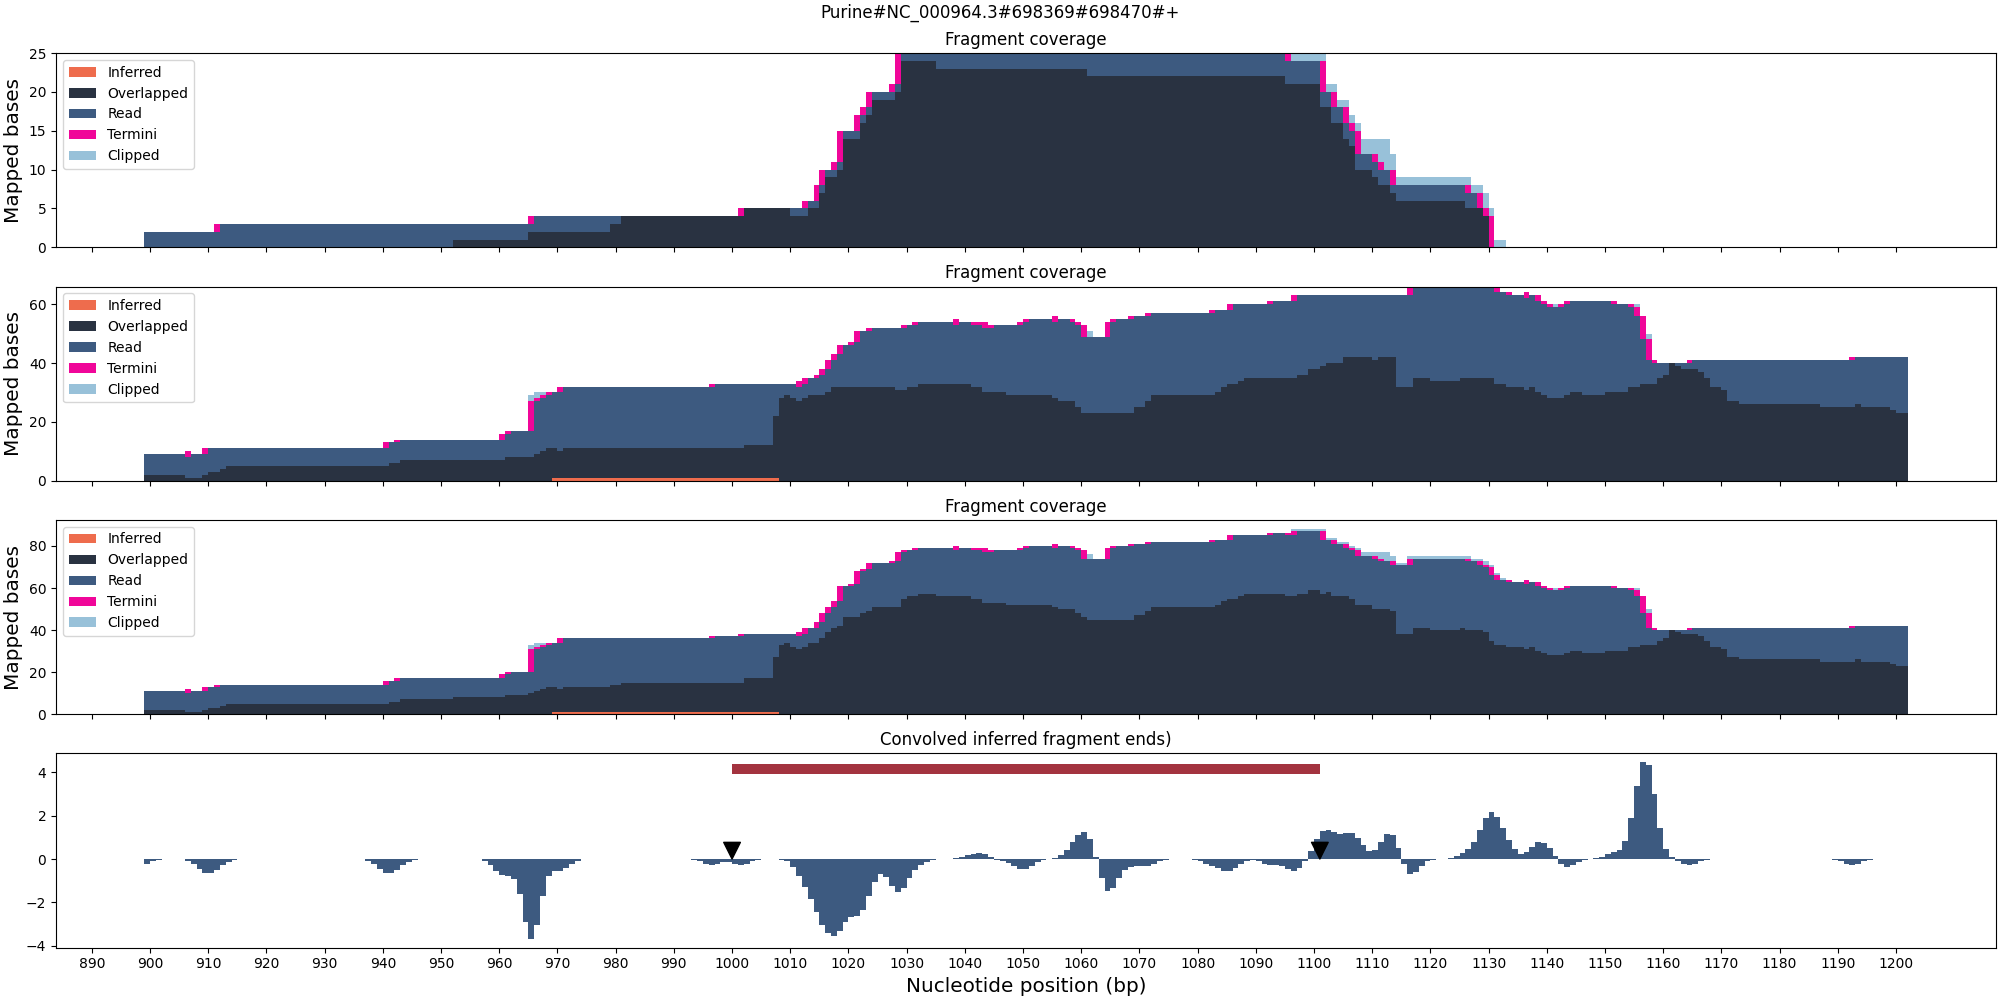 Purine#NC_000964.3#698369#698470#+
Fragment coverage
25
20
15
10
5
0
Mapped bases
Inferred
Overlapped
Read
Termini
Clipped
Fragment coverage
60
40
20
0
Mapped bases
Inferred
Overlapped
Read
Termini
Clipped
Fragment coverage
80
60
40
20
0
Mapped bases
Inferred
Overlapped
Read
Termini
Clipped
Convolved inferred fragment ends)
4
2
0
−2
−4
890 900 910 920 930 940 950 960 970 980 990 1000 1010 1020 1030 1040 1050 1060 1070 1080 1090 1100 1110 1120 1130 1140 1150 1160 1170 1180 1190 1200
Nucleotide position (bp)